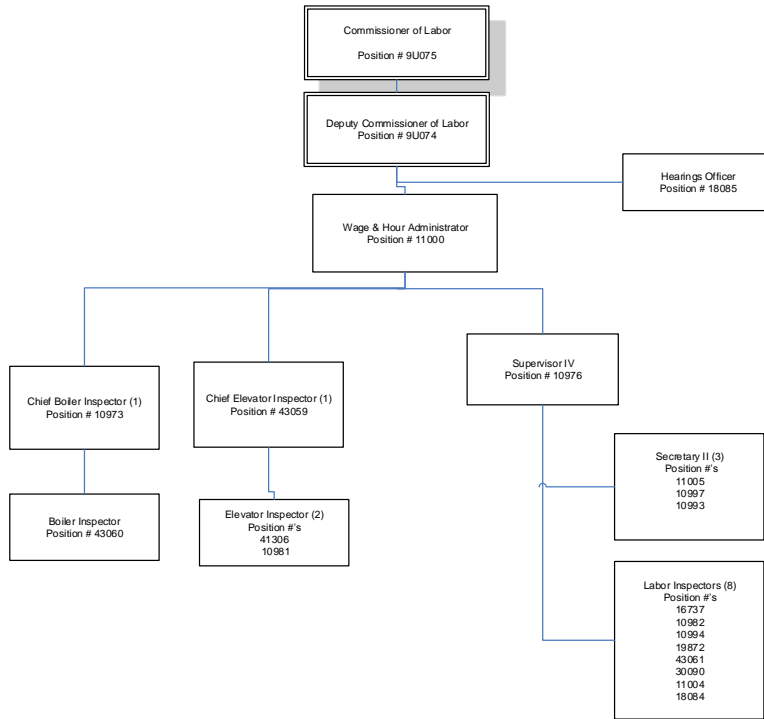 Commissioner of Labor
Position # 9U075
Deputy Commissioner of Labor
Position # 9U074
Hearings Officer
Position # 18085
Wage & Hour Administrator
Position # 11000
Supervisor IV
Position # 10976
Chief Boiler Inspector (1)
Position # 10973
Chief Elevator Inspector (1)
Position # 43059
Secretary II (3)
Position #'s
11005
10997
10993
Boiler Inspector
Position # 43060
Elevator Inspector (2)
Position #'s
41306
10981
Labor Inspectors (8)
Position #'s
16737
10982
10994
19872
43061
30090
11004
18084